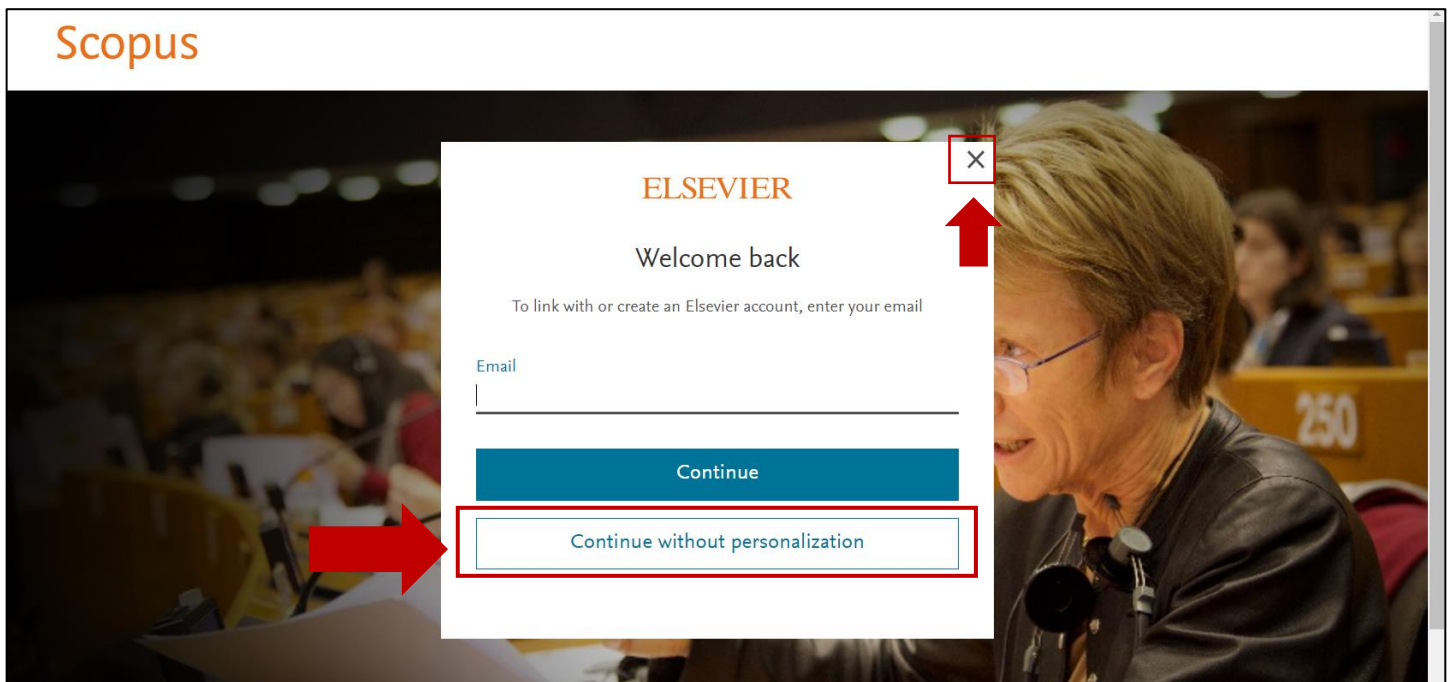 Scopus
ELSEVIER
Welcome back
To link with or create an Elsevier account, enter your email
Email
Continue
Continue without personalization
250